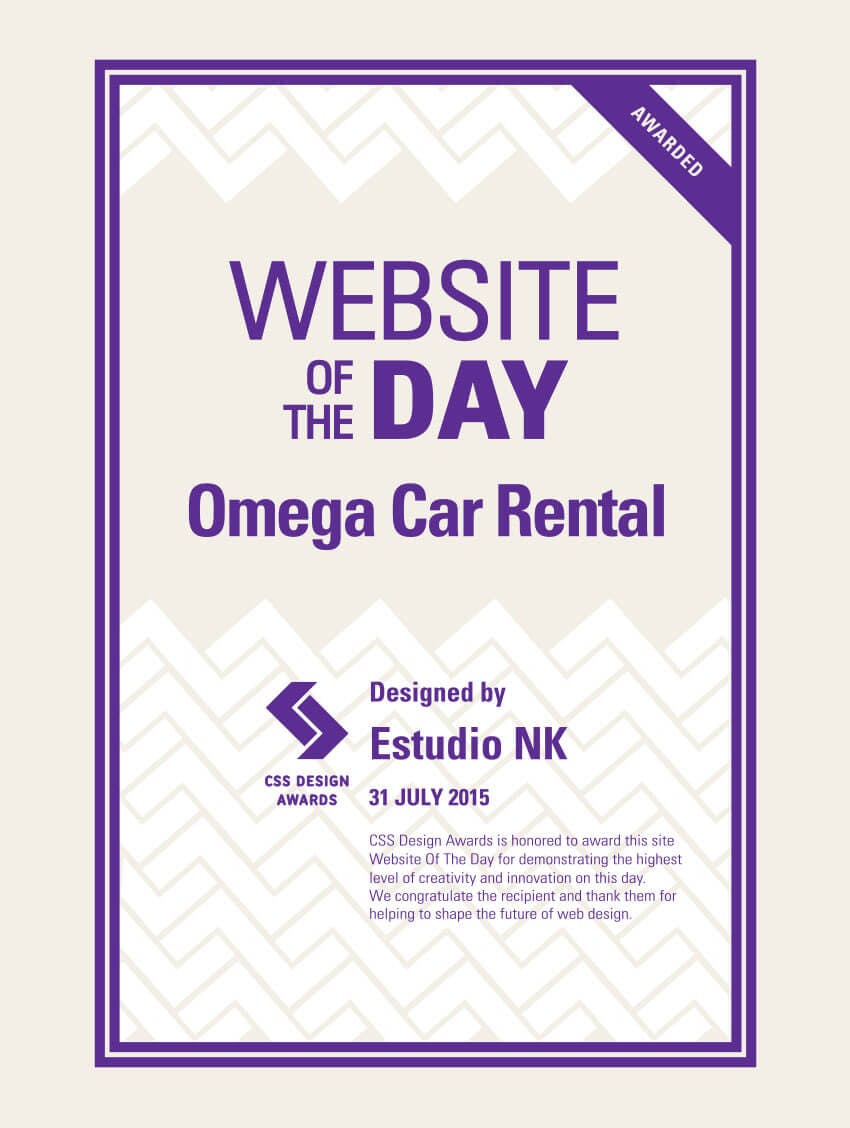 AWARDED
WEBSITE
OF
THE DAY
Omega Car Rental
CSS DESIGN
AWARDS
Designed by
Estudio NK
31 JULY 2015
CSS Design Awards is honored to award this site
Website Of The Day for demonstrating the highest
level of creativity and innovation on this day.
We congratulate the recipient and thank them for
helping to shape the future of web design.